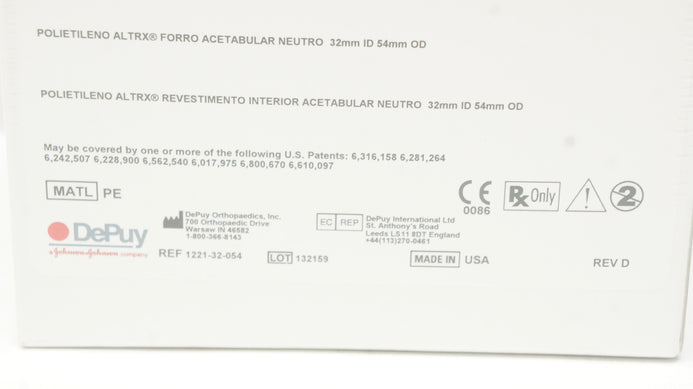 POLIETILENO ALTRX® FORRO ACETABULAR NEUTRO 32mm ID 54mm OD
POLIETILENO ALTRX® REVESTIMENTO INTERIOR ACETABULAR NEUTRO 32mm ID 54mm OD
May be covered by one or more of the following U.S. Patents: 6,316,158 6,281,264
6,242,507 6,228,900 6,562,540 6,017,975 6,800,670 6,610,097
MATL PE
CE
0086
Rx Only
2
DePuy
a Johnson & Johnson company
DePuy Orthopaedics, Inc.
700 Orthopaedic Drive
Warsaw IN 46582
1-800-366-8143
EC REP
DePuy International Ltd
St. Anthony's Road
Leeds LS11 8DT England
+44(113)270-0461
REF 1221-32-054
LOT 132159
MADE IN USA
REV D